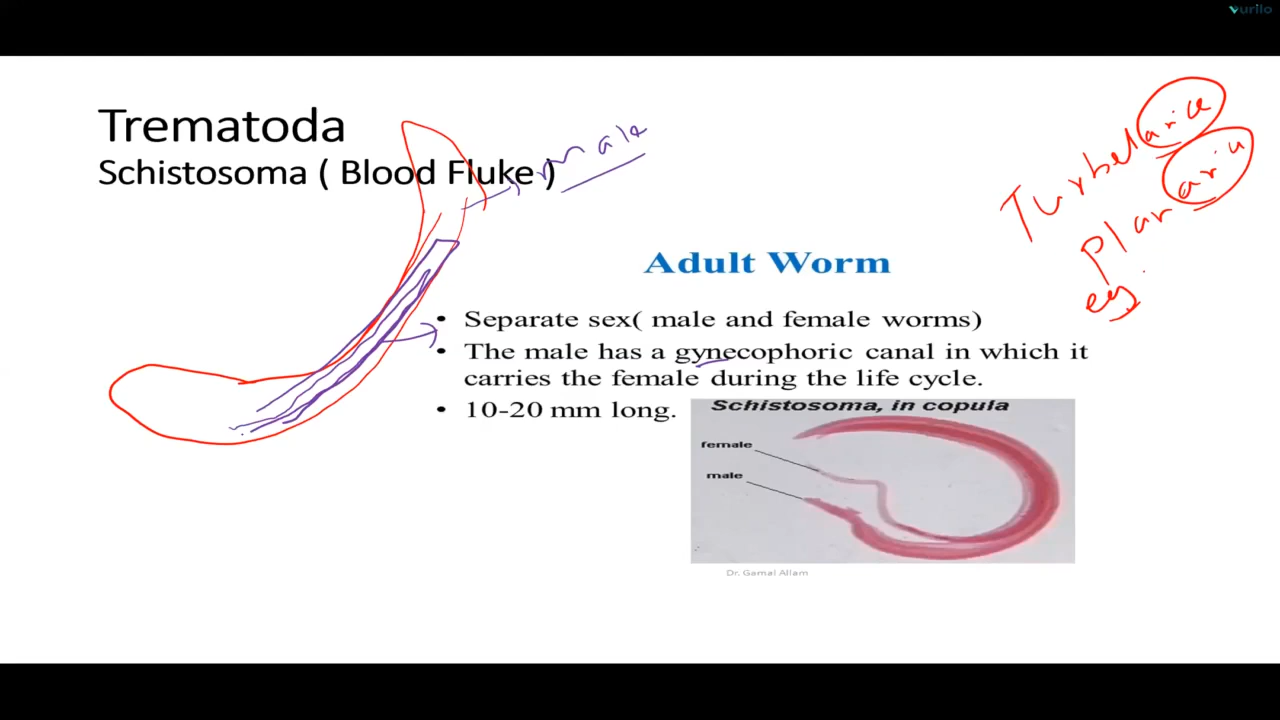 vurilo
Trematoda
Schistosoma ( Blood Fluke )
male
Turbelaria
Planaria
eg.
Adult Worm
• Separate sex( male and female worms)
• The male has a gynecophoric canal in which it
carries the female during the life cycle.
• 10-20 mm long.
Schistosoma, in copula
female
male
Dr. Gamal Allam